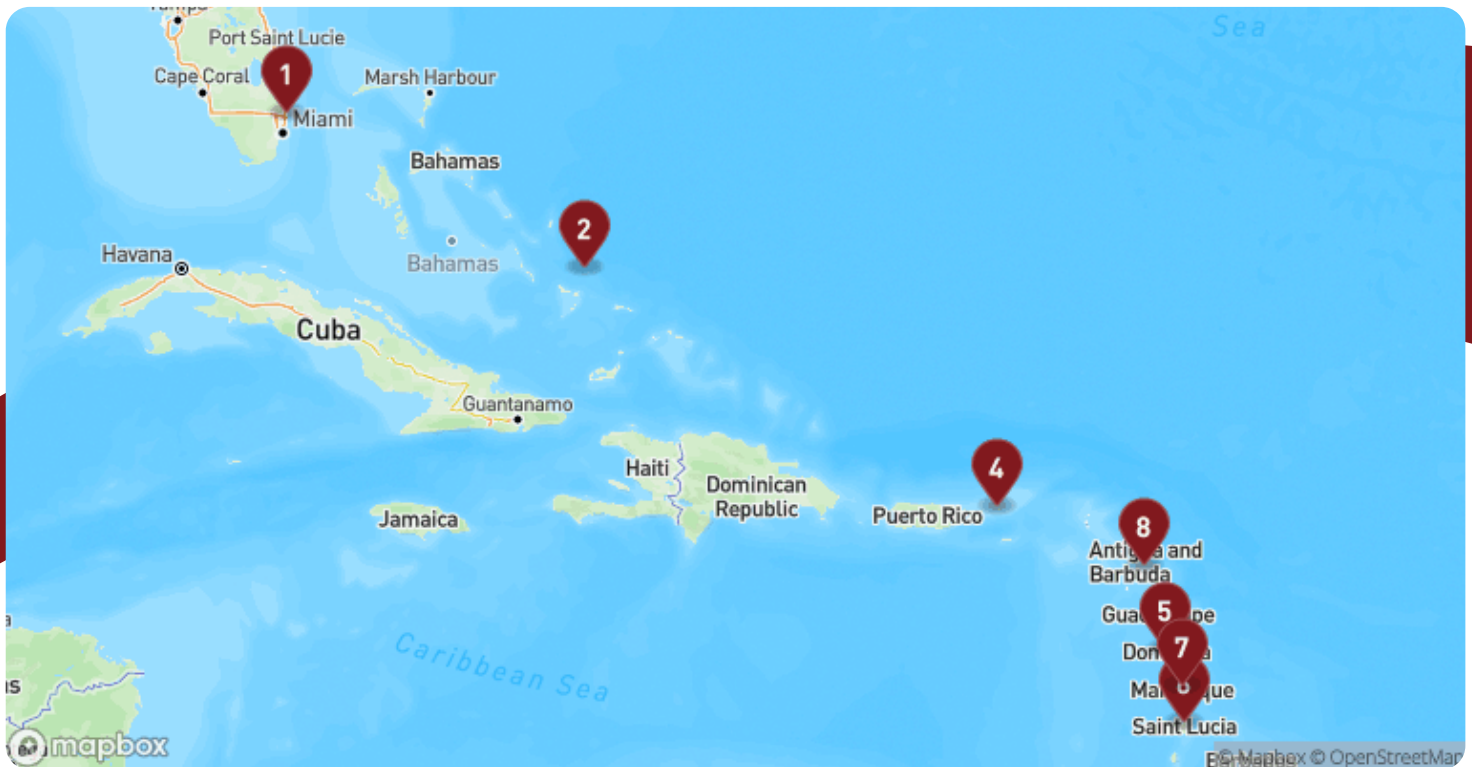 Sea
Port Saint Lucie
1
Cape Coral
Marsh Harbour
Miami
Bahamas
2
Havana
Bahamas
Cuba
Guantanamo
4
Haiti
Dominican
Republic
Puerto Rico
Jamaica
8
Antigua and
Barbuda
5
7
Caribbean Sea
Saint Lucia
mapbox
© Mapbox © OpenStreetMap